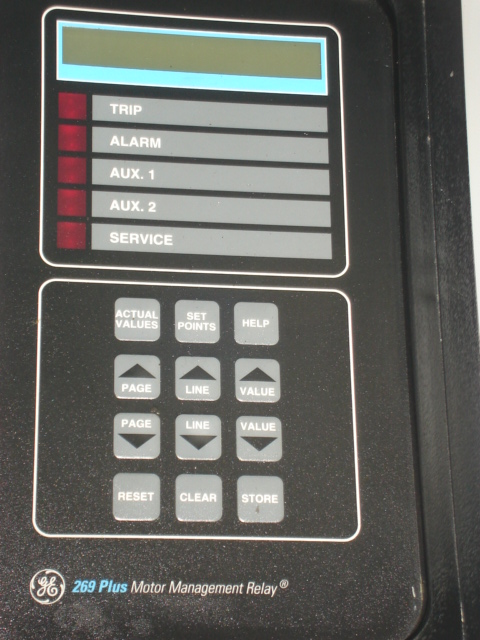 TRIP
ALARM
AUX. 1
AUX. 2
SERVICE
ACTUAL VALUES
SET POINTS
HELP
PAGE
LINE
VALUE
PAGE
LINE
VALUE
RESET
CLEAR
STORE
GE 269 Plus Motor Management Relay®